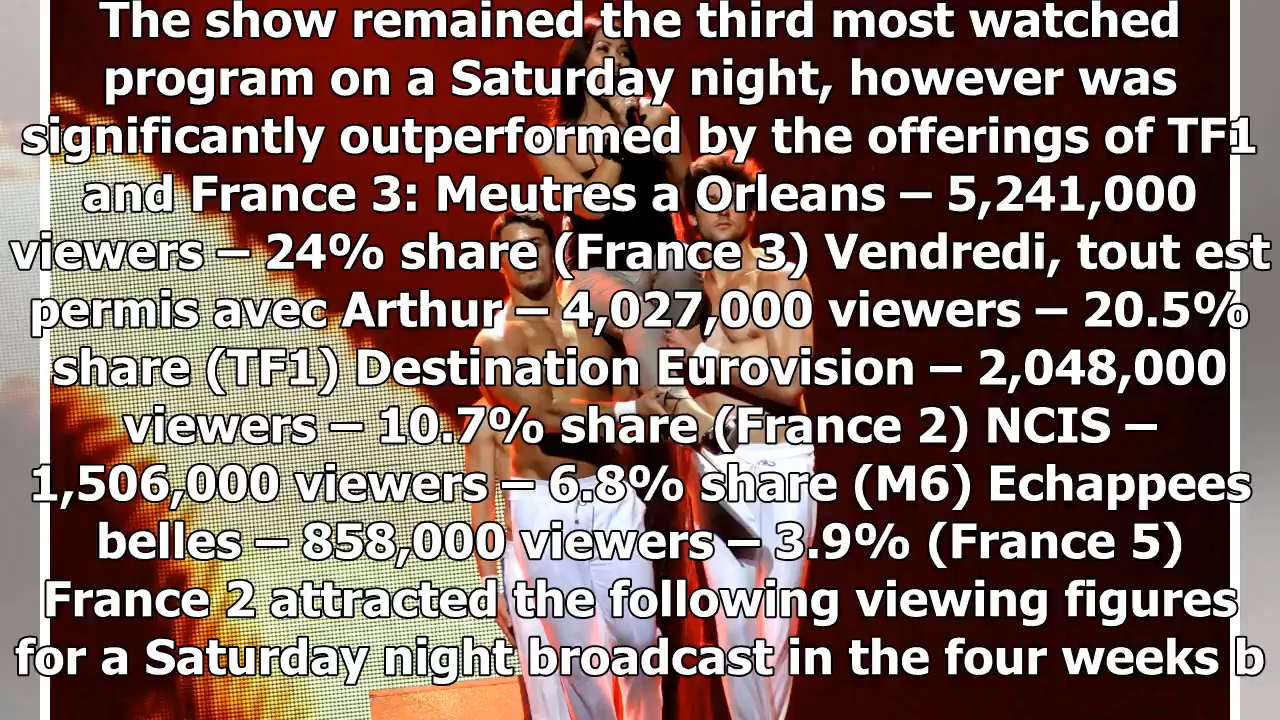 The show remained the third most watched
program on a Saturday night, however was
significantly outperformed by the offerings of TF1
and France 3: Meutres a Orleans – 5,241,000
viewers – 24% share (France 3) Vendredi, tout est
permis avec Arthur – 4,027,000 viewers – 20.5%
share (TF1) Destination Eurovision – 2,048,000
viewers – 10.7% share (France 2) NCIS –
1,506,000 viewers – 6.8% share (M6) Echappees
belles – 858,000 viewers – 3.9% (France 5)
France 2 attracted the following viewing figures
for a Saturday night broadcast in the four weeks b